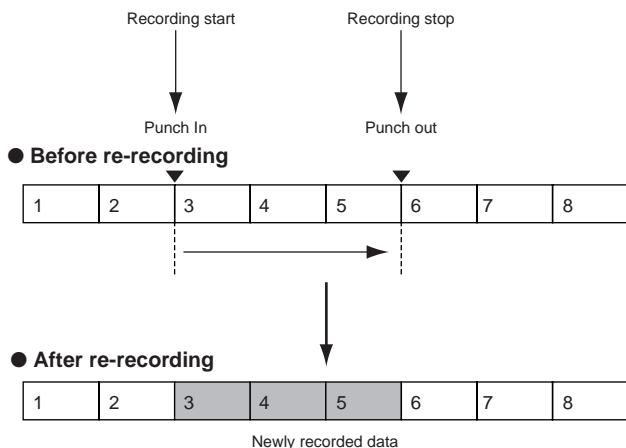 Recording start Recording stop
Punch In Punch out
● Before re-recording
1 2 3 4 5 6 7 8
● After re-recording
1 2 3 4 5 6 7 8
Newly recorded data